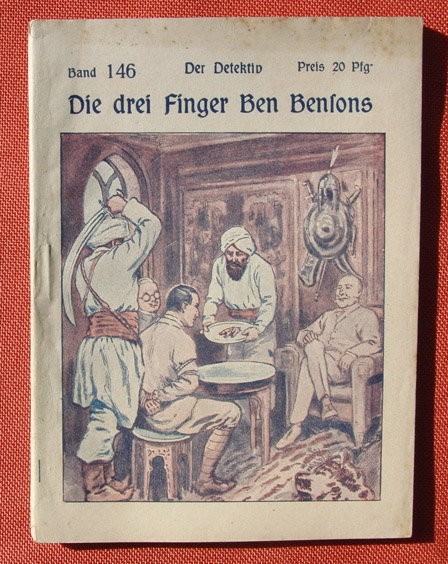 Band 146 Der Detektiv Preis 20 Pfg.
Die drei Finger Ben Benſons